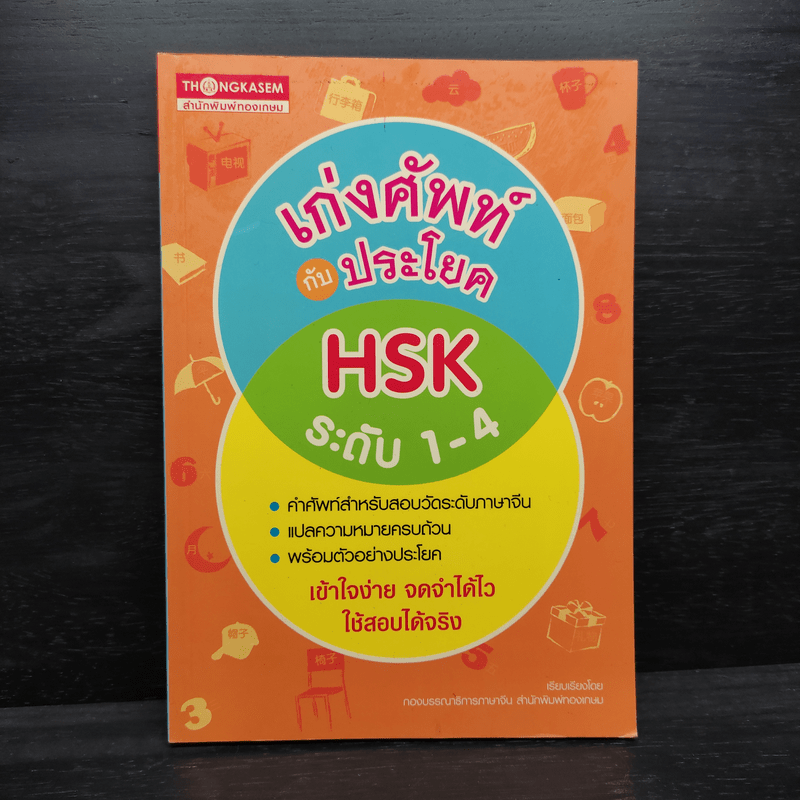 THONGKASEM
สำนักพิมพ์ทองเกษม
行李箱
云
杯子
电视
面包
书
4
8
เก่งศัพท์
กับ ประโยค
HSK
ระดับ 1-4
6
7
月
• คำศัพท์สำหรับสอบวัดระดับภาษาจีน
• แปลความหมายครบถ้วน
• พร้อมตัวอย่างประโยค
เข้าใจง่าย จดจำได้ไว
ใช้สอบได้จริง
帽子
椅子
5
3
เรียบเรียงโดย
กองบรรณาธิการภาษาจีน สำนักพิมพ์ทองเกษม